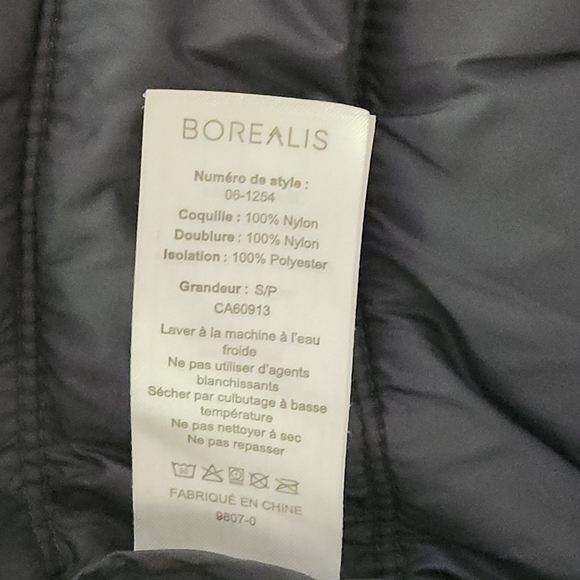 BOREALIS
Numéro de style :
06-1254
Coquille : 100% Nylon
Doublure : 100% Nylon
Isolation : 100% Polyester
Grandeur : S/P
CA60913
Laver à la machine à l'eau
froide
Ne pas utiliser d'agents
blanchissants
Sécher par culbutage à basse
température
Ne pas nettoyer à sec
Ne pas repasser
FABRIQUÉ EN CHINE
9807-0